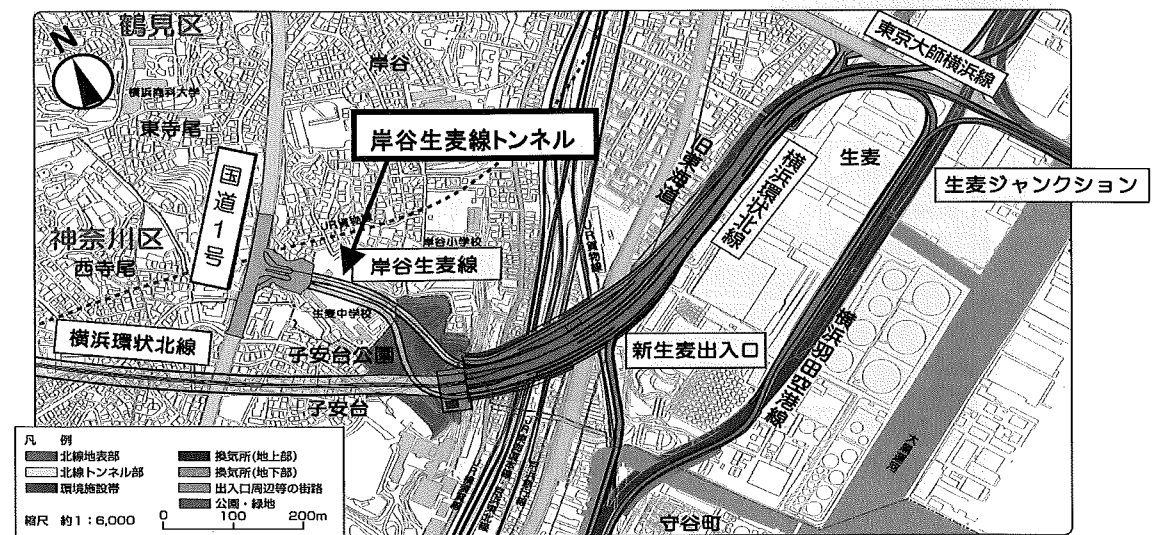 鶴見区
N
横浜商科大学
東寺尾
岸谷
岸谷生麦線トンネル
国道1号
神奈川区
西寺尾
JR貨物線
岸谷小学校
岸谷生麦線
生麦中学校
横浜環状北線
子安台公園
子安台
東京大師横浜線
旧東海道
横浜環状北線
生麦
生麦ジャンクション
JR貨物線
新生麦出入口
横浜羽田空港線
大黒運河
守谷町
凡 例
北線地表部
北線トンネル部
環境施設帯
換気所(地上部)
換気所(地下部)
出入口周辺等の街路
公園・緑地
縮尺 約1:6,000
0 100 200m